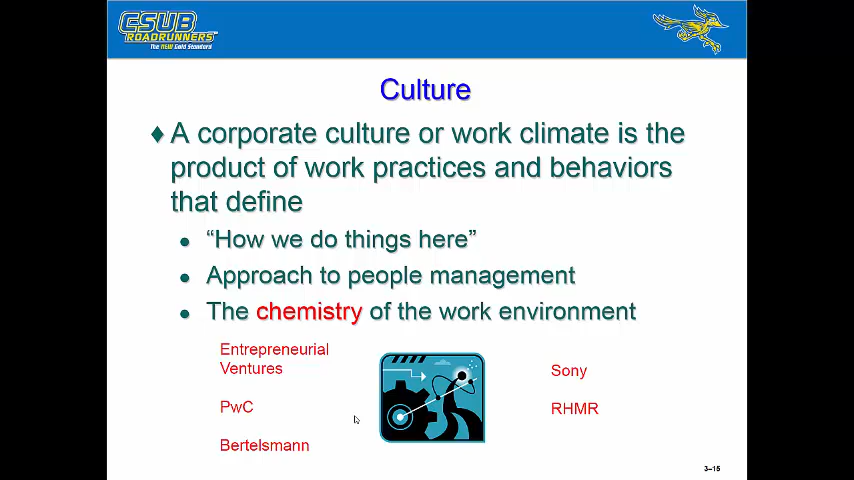 CSUB
ROADRUNNERS
The NEW Gold Standard
Culture
♦ A corporate culture or work climate is the
product of work practices and behaviors
that define
• “How we do things here”
• Approach to people management
• The chemistry of the work environment
Entrepreneurial
Ventures
PwC
Bertelsmann
Sony
RHMR
3–15